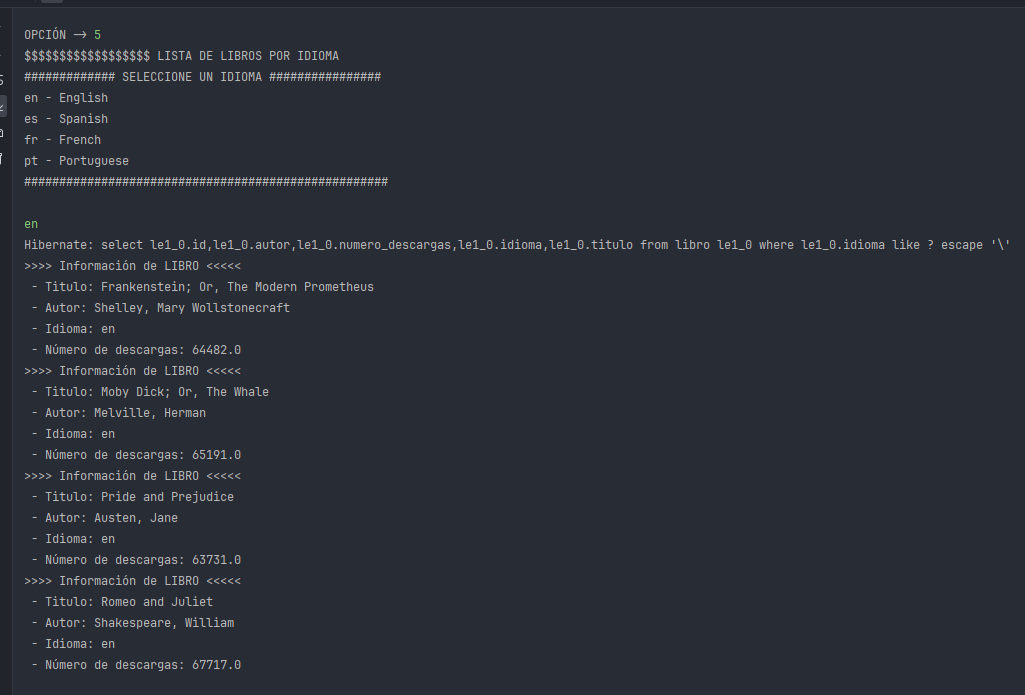 OPCIÓN -> 5
$$$$$$$$$$$$$$$$$$ LISTA DE LIBROS POR IDIOMA
############# SELECCIONE UN IDIOMA ################
en - English
es - Spanish
fr - French
pt - Portuguese
####################################################
en
Hibernate: select le1_0.id,le1_0.autor,le1_0.numero_descargas,le1_0.idioma,le1_0.titulo from libro le1_0 where le1_0.idioma like ? escape '\'
>>>> Información de LIBRO <<<<<
- Titulo: Frankenstein; Or, The Modern Prometheus
- Autor: Shelley, Mary Wollstonecraft
- Idioma: en
- Número de descargas: 64482.0
>>>> Información de LIBRO <<<<<
- Titulo: Moby Dick; Or, The Whale
- Autor: Melville, Herman
- Idioma: en
- Número de descargas: 65191.0
>>>> Información de LIBRO <<<<<
- Titulo: Pride and Prejudice
- Autor: Austen, Jane
- Idioma: en
- Número de descargas: 63731.0
>>>> Información de LIBRO <<<<<
- Titulo: Romeo and Juliet
- Autor: Shakespeare, William
- Idioma: en
- Número de descargas: 67717.0